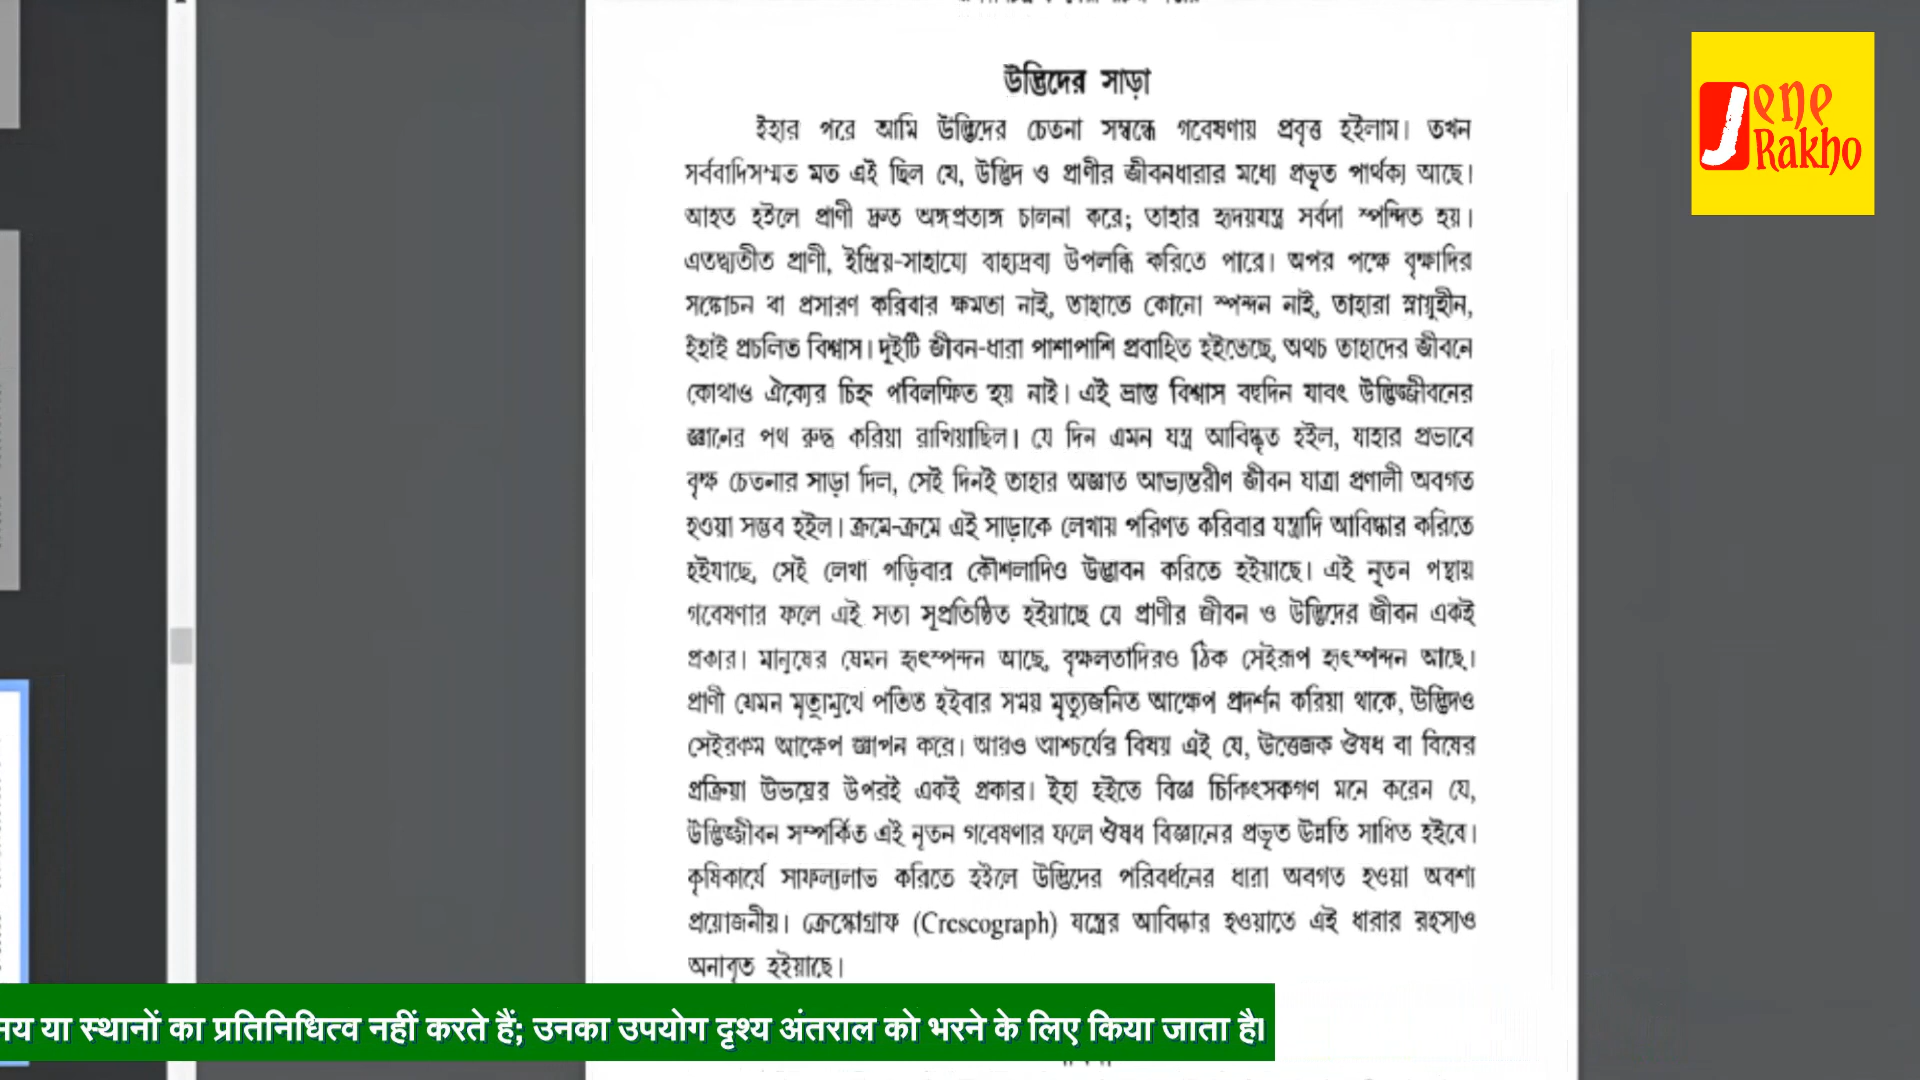 উদ্ভিদের সাড়া
ইহার পরে আমি উদ্ভিদের চেতনা সম্বন্ধে গবেষণায় প্রবৃত্ত হইলাম। তখন
সর্ববাদিসম্মত মত এই ছিল যে, উদ্ভিদ ও প্রাণীর জীবনধারার মধ্যে প্রভূত পার্থক্য আছে।
আহত হইলে প্রাণী দ্রুত অঙ্গপ্রত্যঙ্গ চালনা করে; তাহার হৃদয়যন্ত্র সর্বদা স্পন্দিত হয়।
এতদ্ব্যতীত প্রাণী, ইন্দ্রিয়-সাহায্যে বাহ্যদ্রব্য উপলব্ধি করিতে পারে। অপর পক্ষে বৃক্ষাদির
সঙ্কোচন বা প্রসারণ করিবার ক্ষমতা নাই, তাহাতে কোনো স্পন্দন নাই, তাহারা স্নায়ুহীন,
ইহাই প্রচলিত বিশ্বাস। দুইটি জীবন-ধারা পাশাপাশি প্রবাহিত হইতেছে, অথচ তাহাদের জীবনে
কোথাও ঐক্যের চিহ্ন পরিলক্ষিত হয় নাই। এই ভ্রান্ত বিশ্বাস বহুদিন যাবৎ উদ্ভিজ্জীবনের
জ্ঞানের পথ রুদ্ধ করিয়া রাখিয়াছিল। যে দিন এমন যন্ত্র আবিষ্কৃত হইল, যাহার প্রভাবে
বৃক্ষ চেতনার সাড়া দিল, সেই দিনই তাহার অজ্ঞাত আভ্যন্তরীণ জীবন যাত্রা প্রণালী অবগত
হওয়া সম্ভব হইল। ক্রমে-ক্রমে এই সাড়াকে লেখায় পরিণত করিবার যন্ত্রাদি আবিষ্কার করিতে
হইয়াছে, সেই লেখা পড়িবার কৌশলাদিও উদ্ভাবন করিতে হইয়াছে। এই নূতন পন্থায়
গবেষণার ফলে এই সত্য সুপ্রতিষ্ঠিত হইয়াছে যে প্রাণীর জীবন ও উদ্ভিদের জীবন একই
প্রকার। মানুষের যেমন হৃৎস্পন্দন আছে, বৃক্ষলতাদিরও ঠিক সেইরূপ হৃৎস্পন্দন আছে।
প্রাণী যেমন মৃত্যুমুখে পতিত হইবার সময় মৃত্যুজনিত আক্ষেপ প্রদর্শন করিয়া থাকে, উদ্ভিদও
সেইরকম আক্ষেপ জ্ঞাপন করে। আরও আশ্চর্যের বিষয় এই যে, উত্তেজক ঔষধ বা বিষের
প্রক্রিয়া উভয়ের উপরই একই প্রকার। ইহা হইতে বিজ্ঞ চিকিৎসকগণ মনে করেন যে,
উদ্ভিজ্জীবন সম্পর্কিত এই নূতন গবেষণার ফলে ঔষধ বিজ্ঞানের প্রভূত উন্নতি সাধিত হইবে।
কৃষিকার্যে সাফল্যলাভ করিতে হইলে উদ্ভিদের পরিবর্ধনের ধারা অবগত হওয়া অবশ্য
প্রয়োজনীয়। ক্রেস্কোগ্রাফ (Crescograph) যন্ত্রের আবিষ্কার হওয়াতে এই ধারার রহস্যও
অনাবৃত হইয়াছে।
Jene
Rakho
या स्थानों का प्रतिनिधित्व नहीं करते हैं; उनका उपयोग दृश्य अंतराल को भरने के लिए किया जाता है।